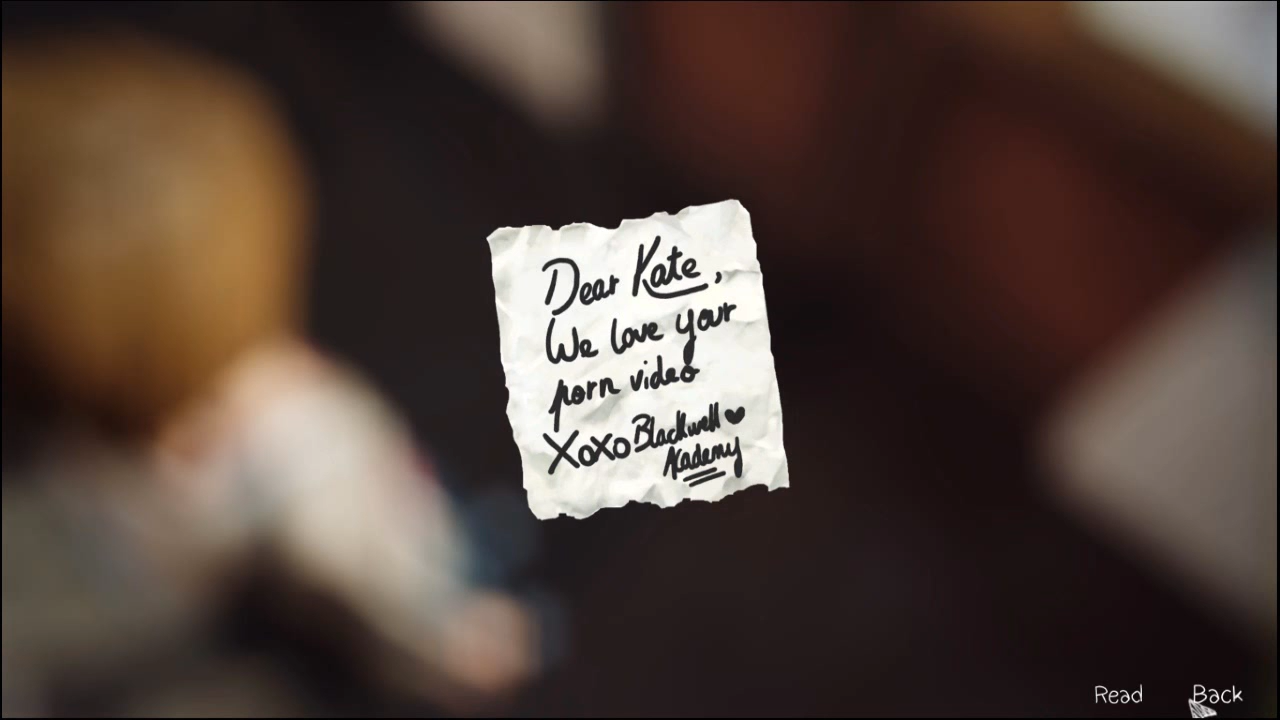 Dear Kate,
We love your
porn video
XoXo Blackwell ♥
Academy
Read Back